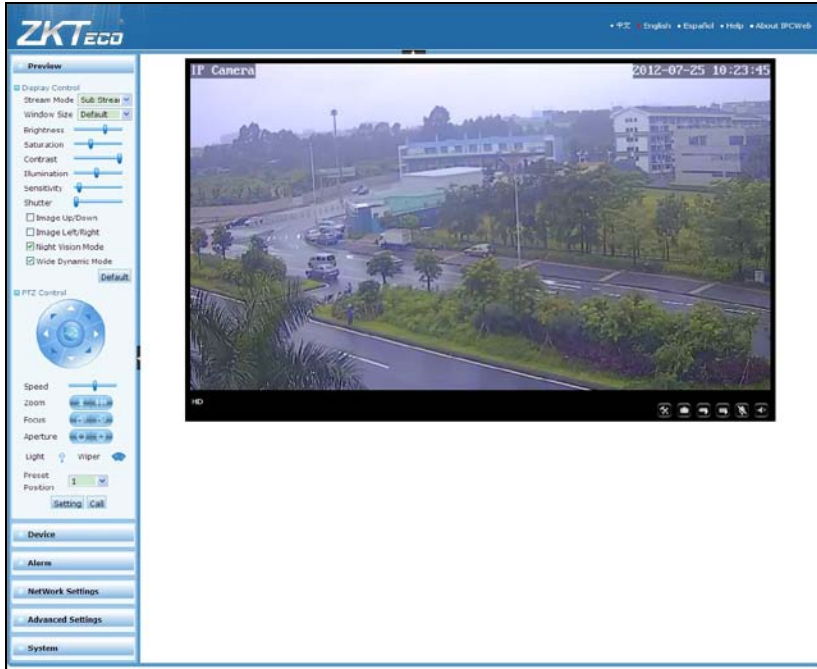 ZKTeco
• 中文 • English • Español • Help • About IPCWeb
Preview
Display Control
Stream Mode Sub Strear
Window Size Default
Brightness
Saturation
Contrast
Illumination
Sensitivity
Shutter
Image Up/Down
Image Left/Right
Night Vision Mode
Wide Dynamic Mode
Default
PTZ Control
Speed
Zoom
Focus
Aperture
Light Wiper
Preset
Position
1
Setting Call
Device
Alarm
NetWork Settings
Advanced Settings
System
IP Camera 2012-07-25 10:23:45
HD